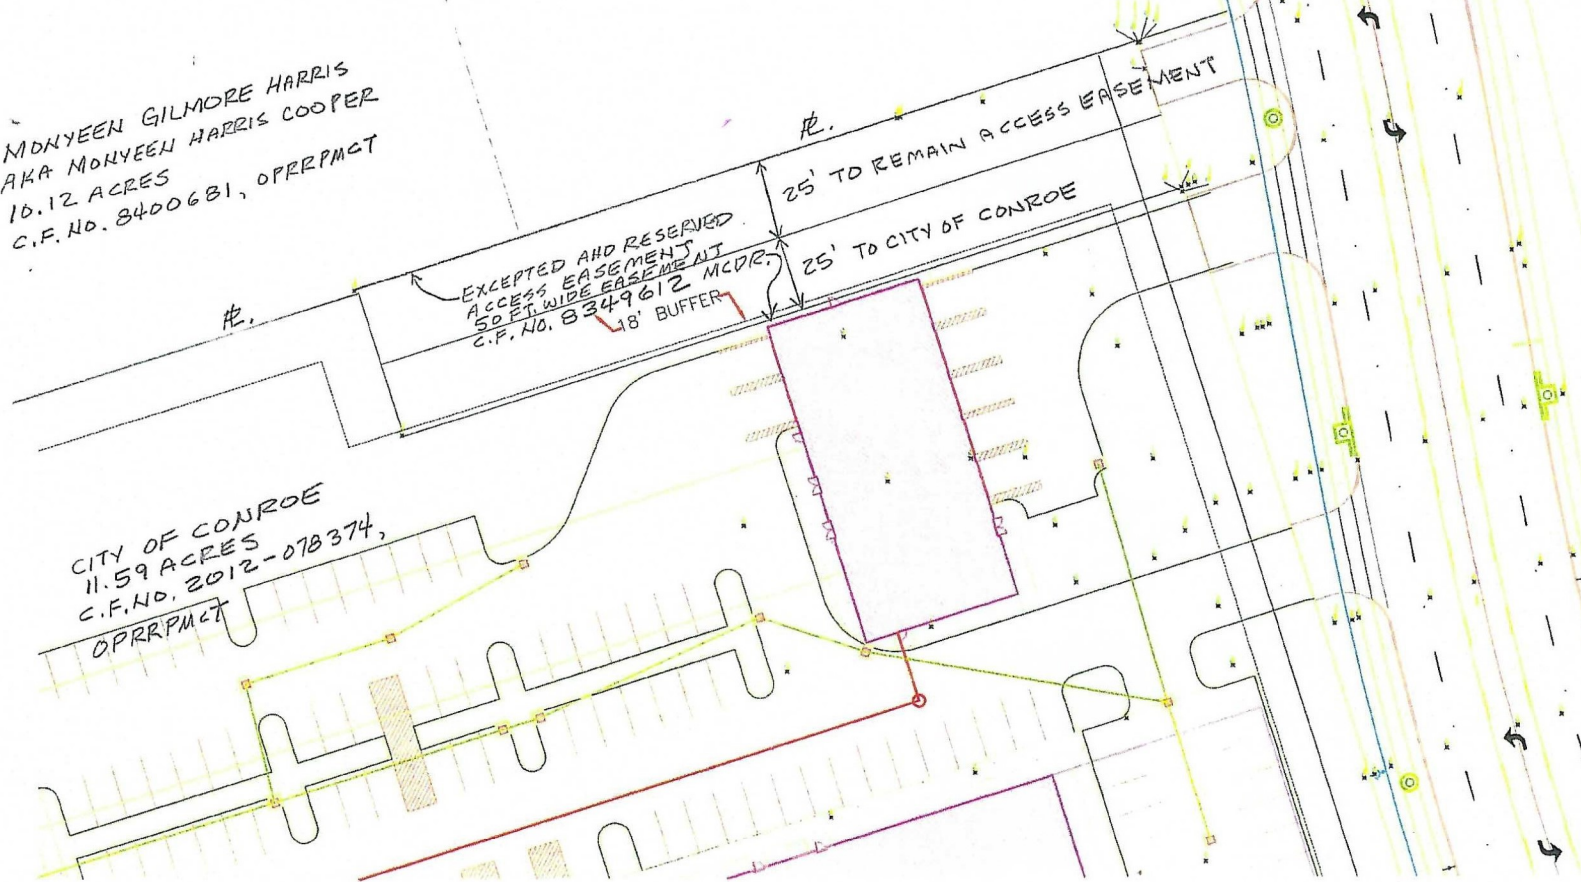 MONYEEN GILMORE HARRIS
AKA MONYEEN HARRIS COOPER
10.12 ACRES
C.F. NO. 8400681, OPRRPMCT
PL.
25' TO REMAIN ACCESS EASEMENT
25' TO CITY OF CONROE
EXCEPTED AND RESERVED
ACCESS EASEMENT
50 FT. WIDE EASEMENT
C.F. NO. 8349612 MCDR.
18' BUFFER
PL.
CITY OF CONROE
11.59 ACRES
C.F. NO. 2012-078374,
OPRRPMCT